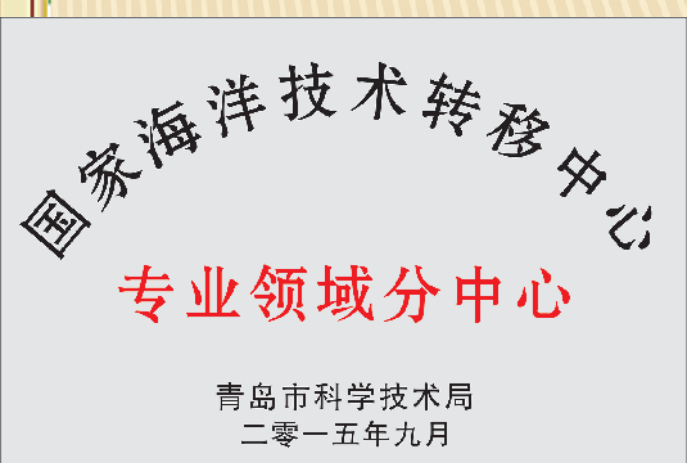 国家海洋技术转移中心
专业领域分中心
青岛市科学技术局
二零一五年九月